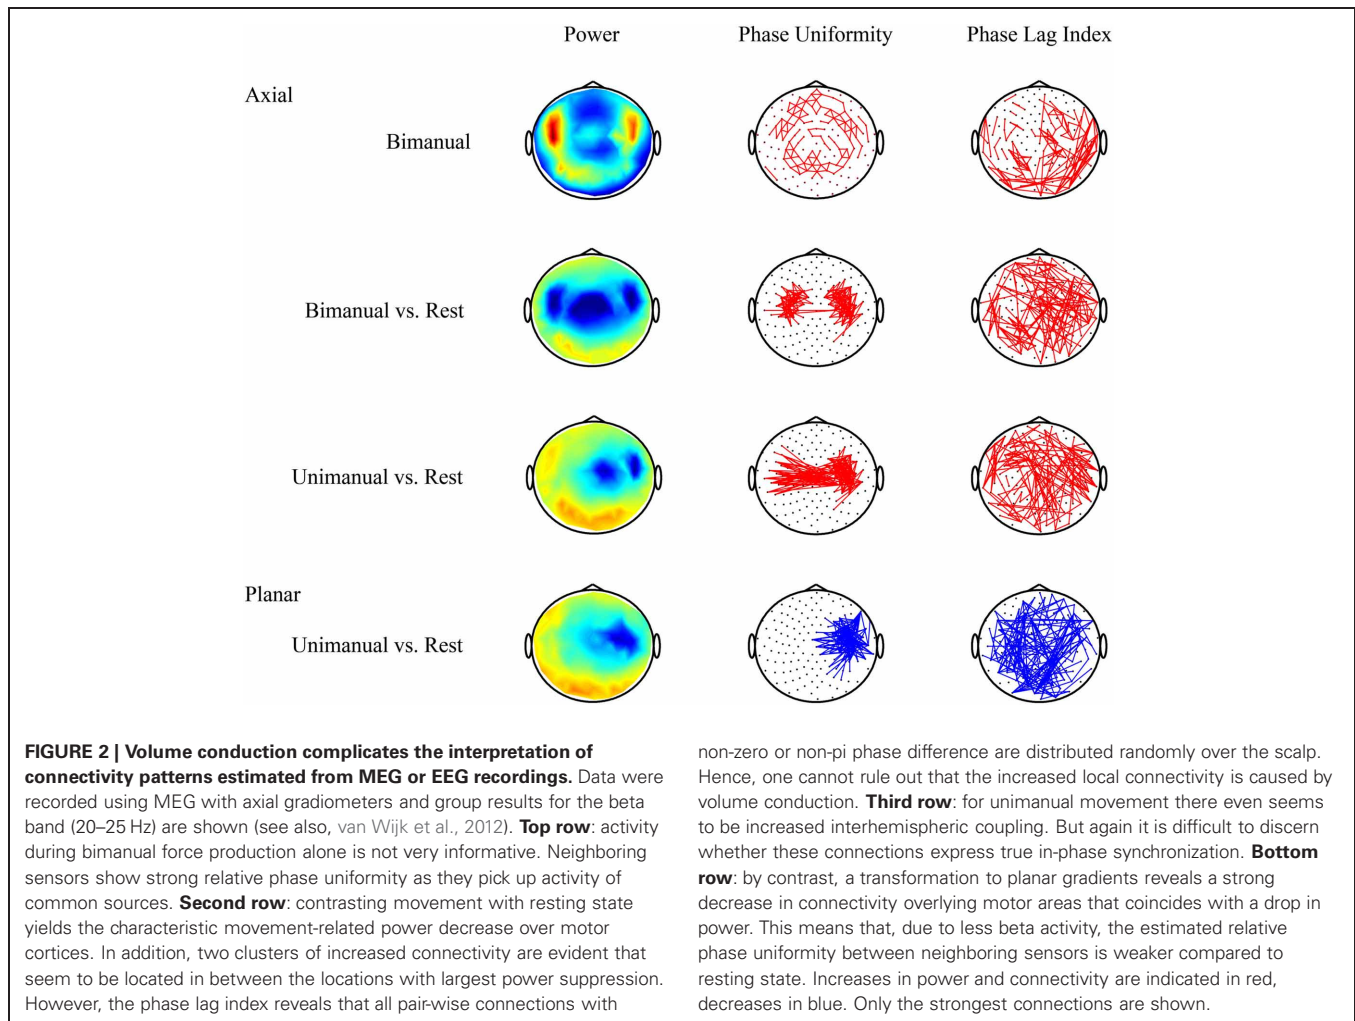 Power Phase Uniformity Phase Lag Index
Axial
Bimanual
Bimanual vs. Rest
Unimanual vs. Rest
Planar
Unimanual vs. Rest
FIGURE 2 | Volume conduction complicates the interpretation of
connectivity patterns estimated from MEG or EEG recordings. Data were
recorded using MEG with axial gradiometers and group results for the beta
band (20–25 Hz) are shown (see also, van Wijk et al., 2012). Top row: activity
during bimanual force production alone is not very informative. Neighboring
sensors show strong relative phase uniformity as they pick up activity of
common sources. Second row: contrasting movement with resting state
yields the characteristic movement-related power decrease over motor
cortices. In addition, two clusters of increased connectivity are evident that
seem to be located in between the locations with largest power suppression.
However, the phase lag index reveals that all pair-wise connections with
non-zero or non-pi phase difference are distributed randomly over the scalp.
Hence, one cannot rule out that the increased local connectivity is caused by
volume conduction. Third row: for unimanual movement there even seems
to be increased interhemispheric coupling. But again it is difficult to discern
whether these connections express true in-phase synchronization. Bottom
row: by contrast, a transformation to planar gradients reveals a strong
decrease in connectivity overlying motor areas that coincides with a drop in
power. This means that, due to less beta activity, the estimated relative
phase uniformity between neighboring sensors is weaker compared to
resting state. Increases in power and connectivity are indicated in red,
decreases in blue. Only the strongest connections are shown.